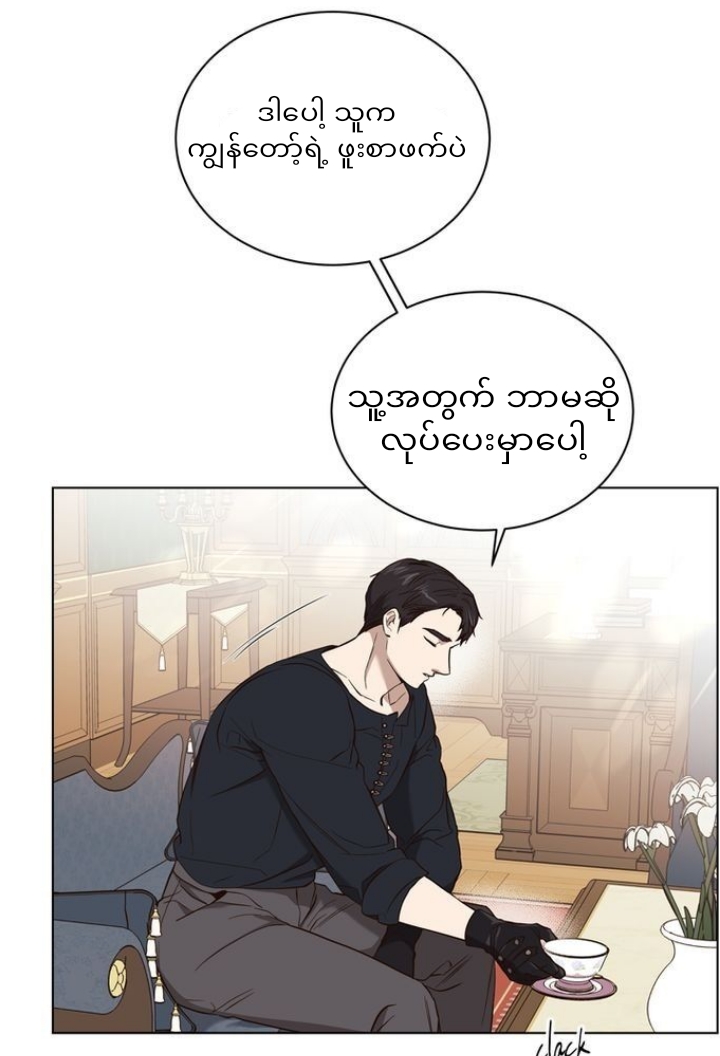 ဒါပေါ့ သူက
ကျွန်တော့်ရဲ့ ဖူးစာဖက်ပဲ
သူ့အတွက် ဘာမဆို
လုပ်ပေးမှာပေါ့
clack